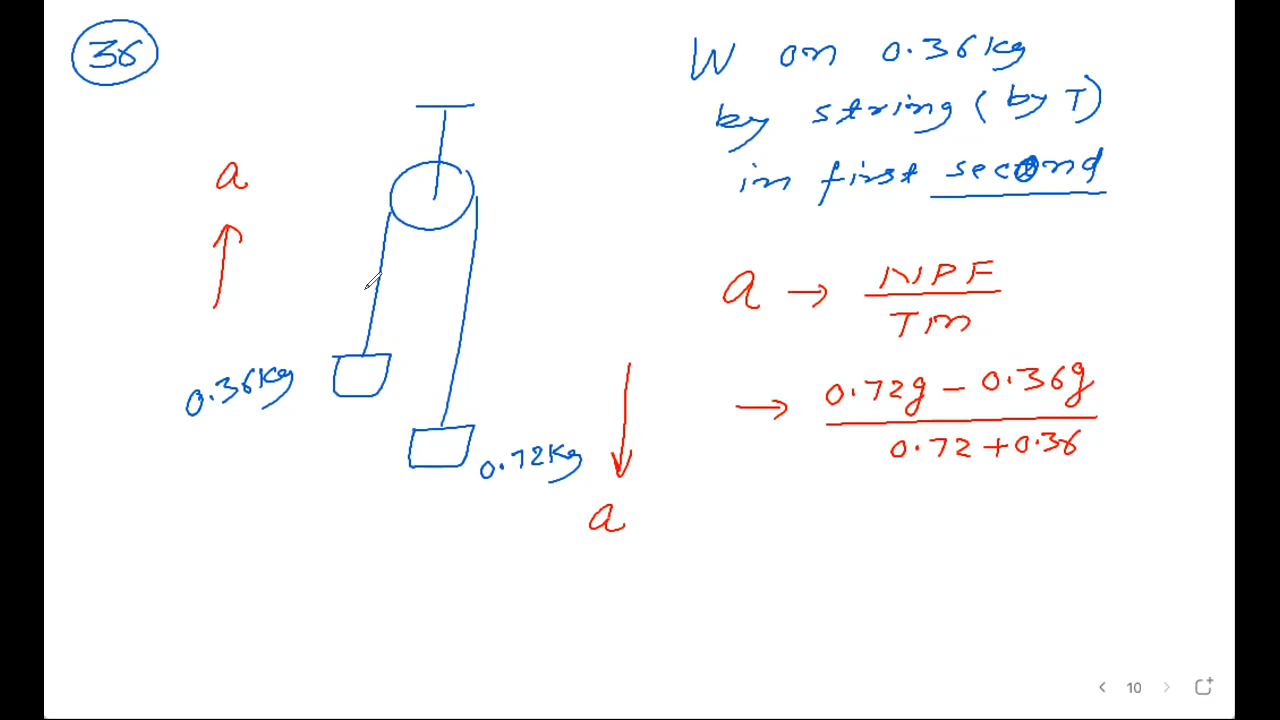 36
W on 0.36kg
by string (by T)
in first second
a
a → NPF / Tm
0.36kg
→ 0.72g - 0.36g / 0.72 + 0.36
0.72kg
a
10